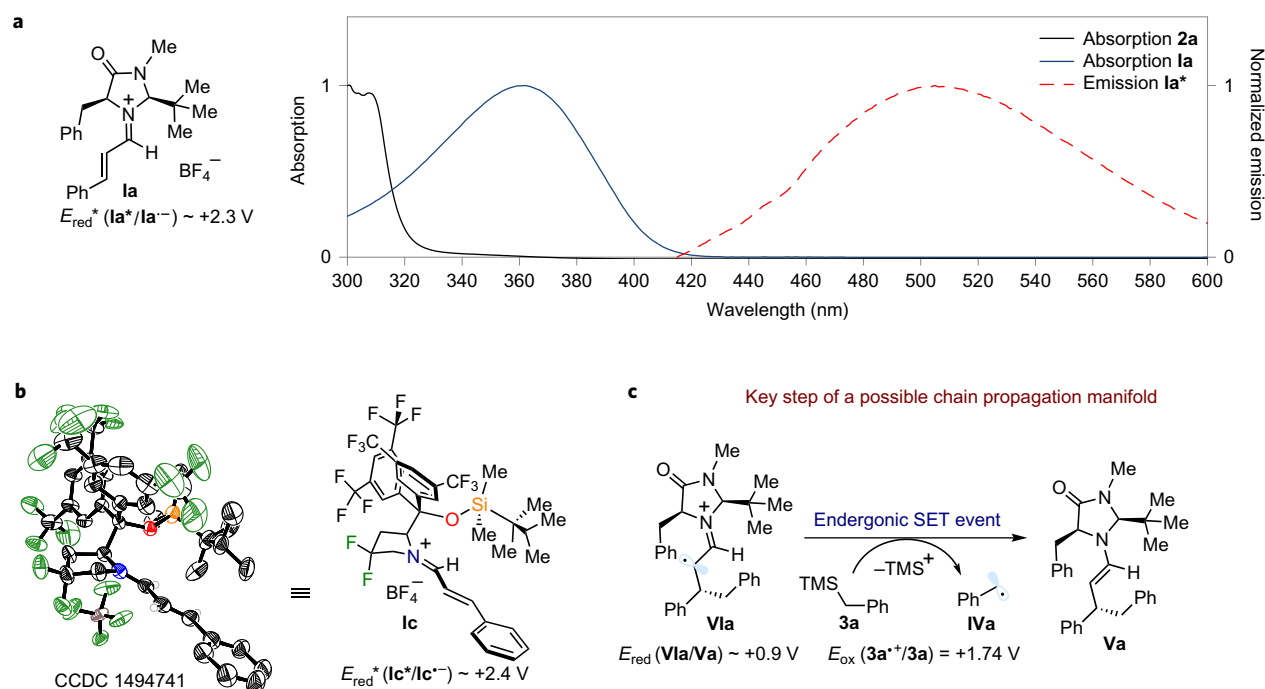 a
O
Me
N
Me
Me
Me
+
N
Ph
H
Ph
BF4−
Ia
Ered* (Ia*/Ia·−) ~ +2.3 V
Absorption
1
0
300 320 340 360 380 400 420 440 460 480 500 520 540 560 580 600
Wavelength (nm)
Absorption 2a
Absorption Ia
Emission Ia*
1
0
Normalized emission
b
CCDC 1494741
≡
F
F
F
F3C
F
F
F
CF3
Me
Si
Me
O
Me
Me
Me
F
F
+
N
H
BF4−
Ic
Ered* (Ic*/Ic•−) ~ +2.4 V
c
Key step of a possible chain propagation manifold
O
Me
N
Me
Me
Me
+
N
Ph
H
Ph
Ph
VIa
Ered (VIa/Va) ~ +0.9 V
Endergonic SET event
–TMS+
TMS
Ph
3a
Ph
IVa
Eox (3a•+/3a) = +1.74 V
O
Me
N
Me
Me
Me
N
Ph
H
Ph
Ph
Va